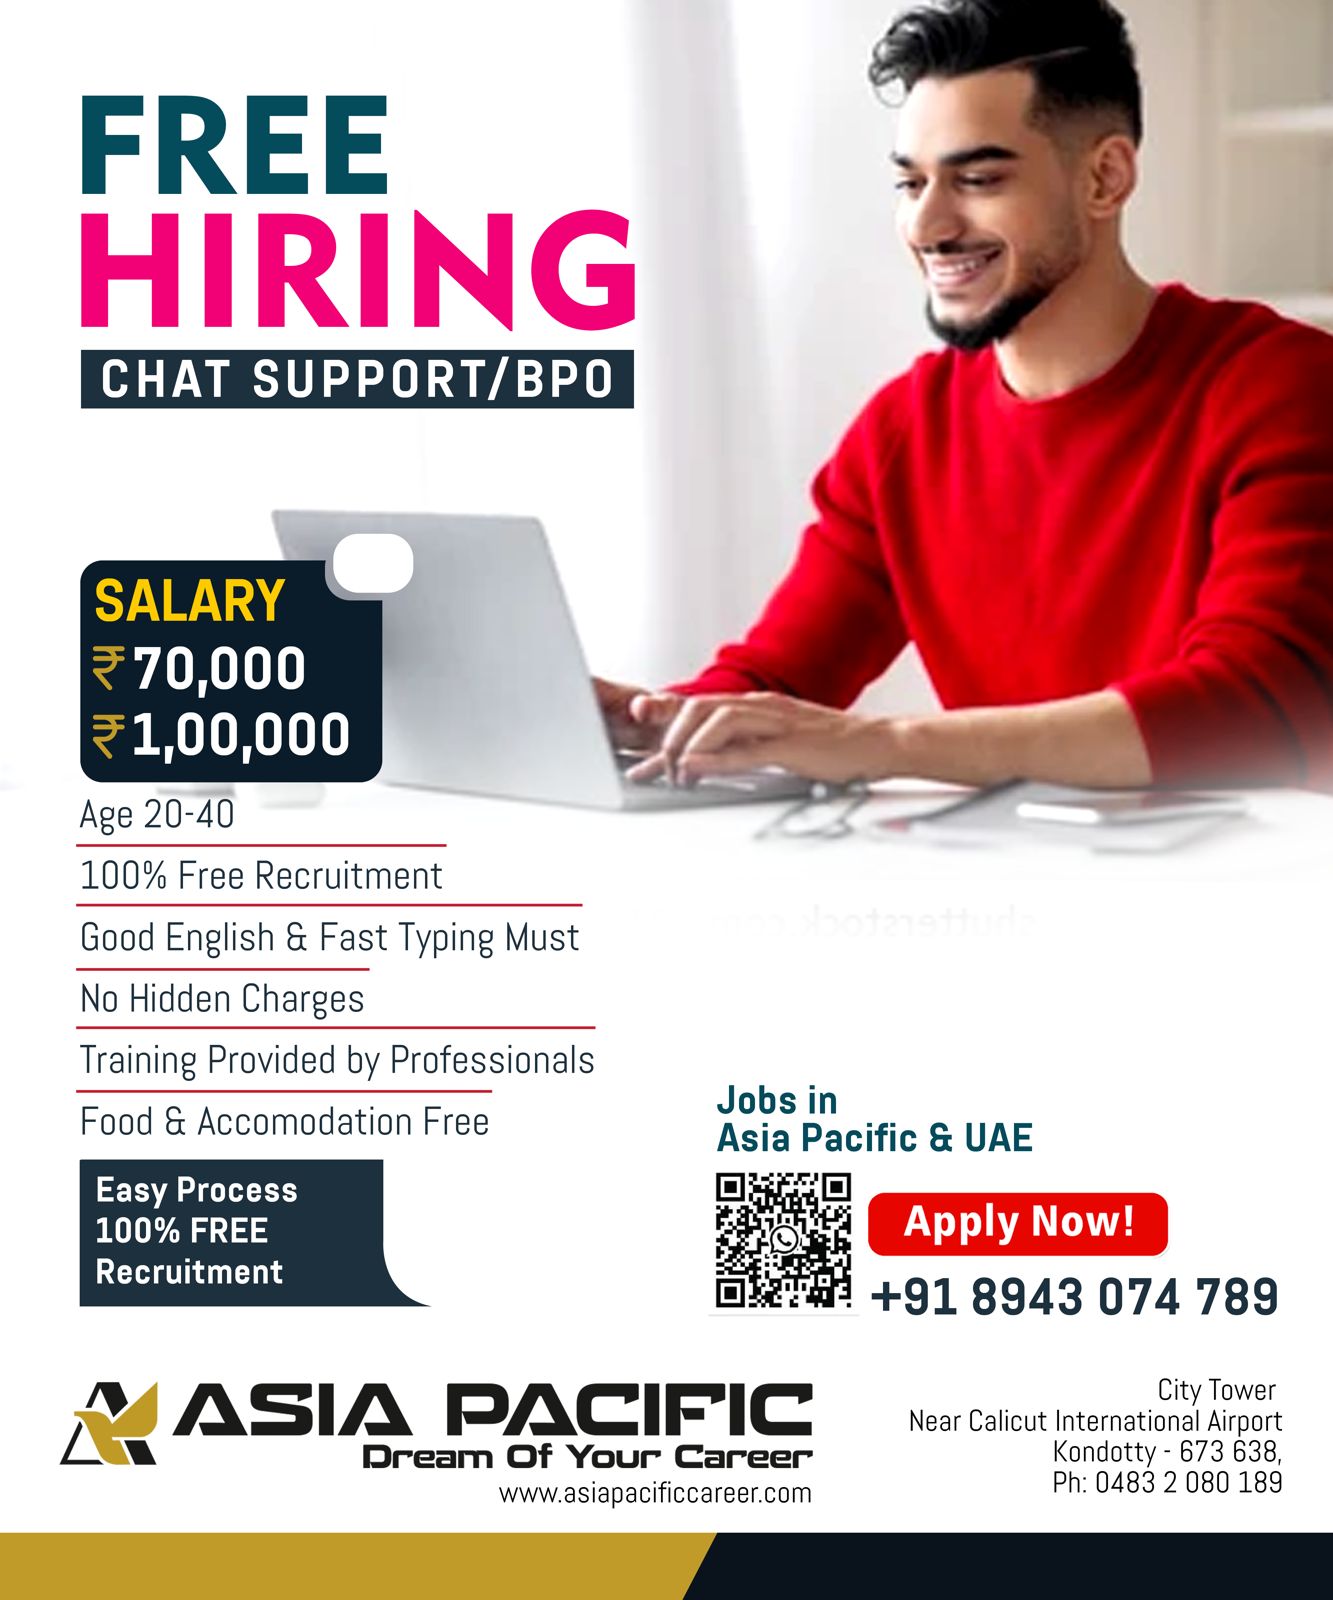 FREE
HIRING
CHAT SUPPORT/BPO
SALARY
₹ 70,000
₹ 1,00,000
Age 20-40
100% Free Recruitment
Good English & Fast Typing Must
No Hidden Charges
Training Provided by Professionals
Food & Accomodation Free
Easy Process
100% FREE
Recruitment
shutterstock.com
Jobs in
Asia Pacific & UAE
Apply Now!
+91 8943 074 789
ASIA PACIFIC
Dream Of Your Career
www.asiapacificcareer.com
City Tower
Near Calicut International Airport
Kondotty - 673 638,
Ph: 0483 2 080 189